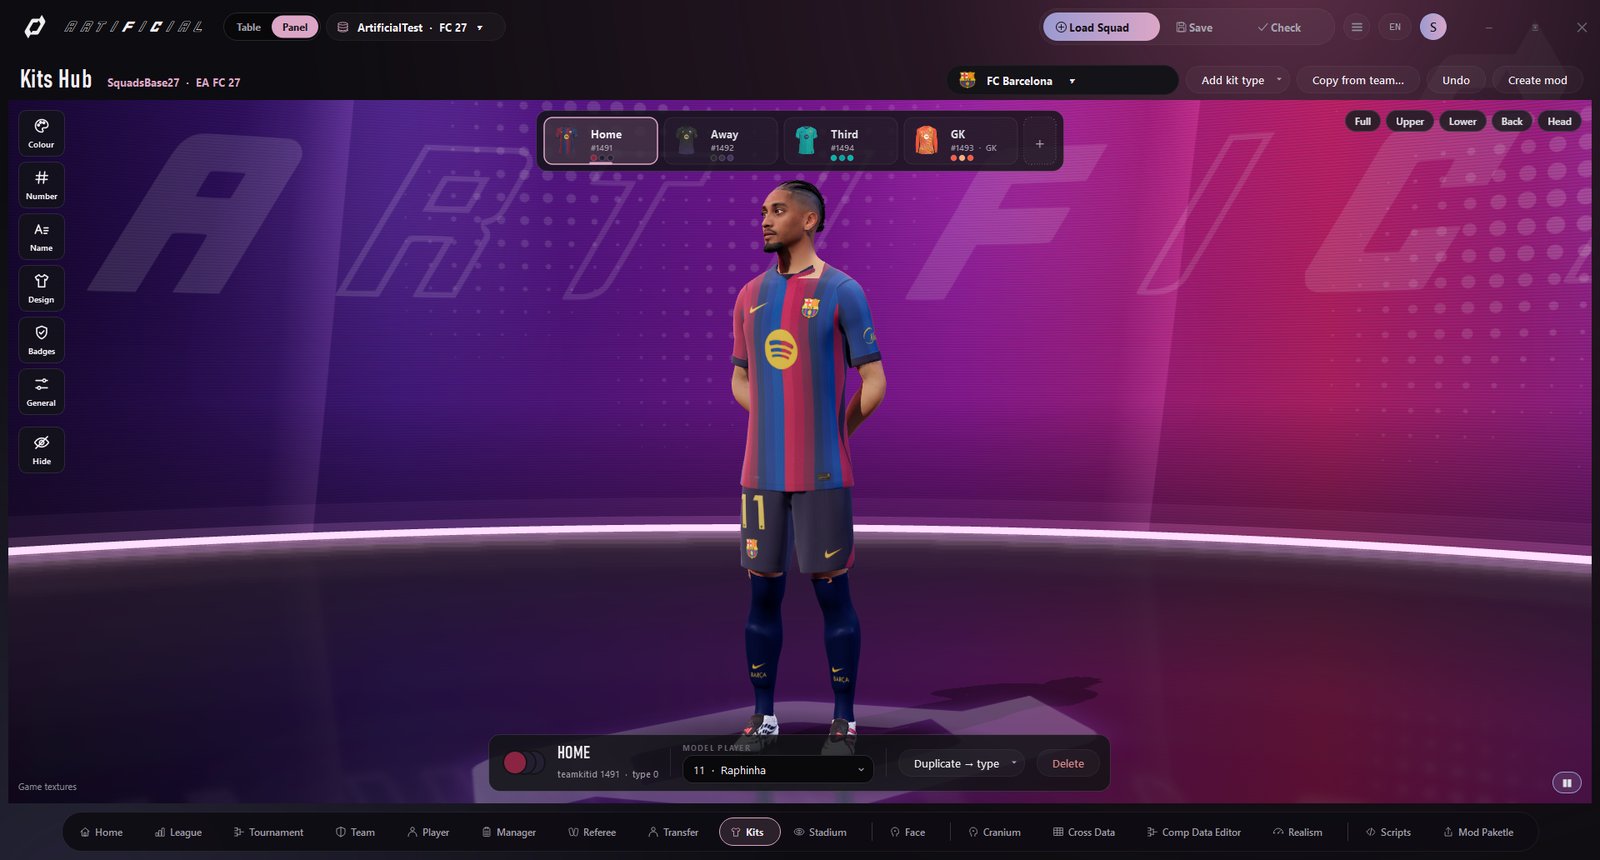 ARTIFICIAL
Table
Panel
ArtificialTest · FC 27
Load Squad
Save
Check
EN
S
Kits Hub
SquadsBase27 · EA FC 27
FC Barcelona
Add kit type
Copy from team...
Undo
Create mod
Colour
Number
Name
Design
Badges
General
Hide
Home
#1491
Away
#1492
Third
#1494
GK
#1493 · GK
+
Full
Upper
Lower
Back
Head
ARTIFIC
11
BARÇA
BARÇA
HOME
teamkitid 1491 · type 0
MODEL PLAYER
11 · Raphinha
Duplicate → type
Delete
Game textures
Home
League
Tournament
Team
Player
Manager
Referee
Transfer
Kits
Stadium
Face
Cranium
Cross Data
Comp Data Editor
Realism
Scripts
Mod Paketle